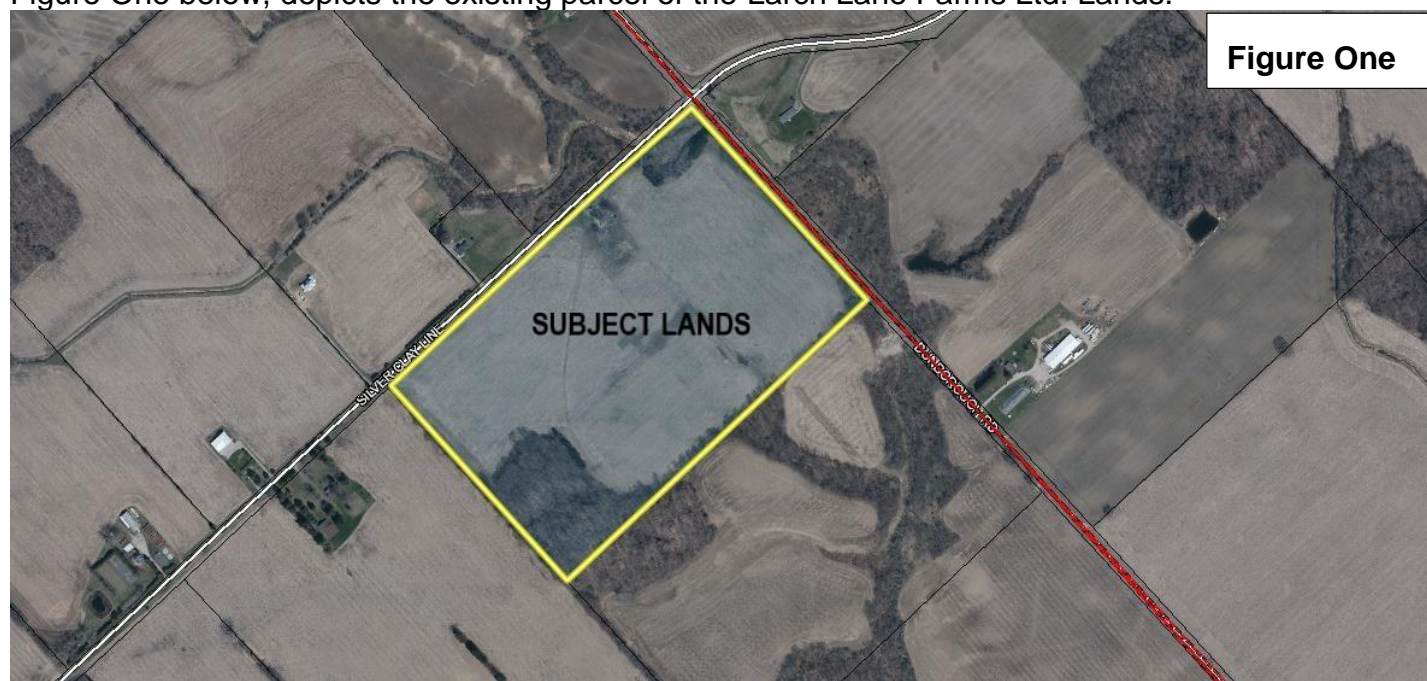 Figure One below, depicts the existing parcel of the Larch Lane Farms Ltd. Lands.
Figure One
SUBJECT LANDS
SILVER CLAY LINE
DUNBOROUGH RD